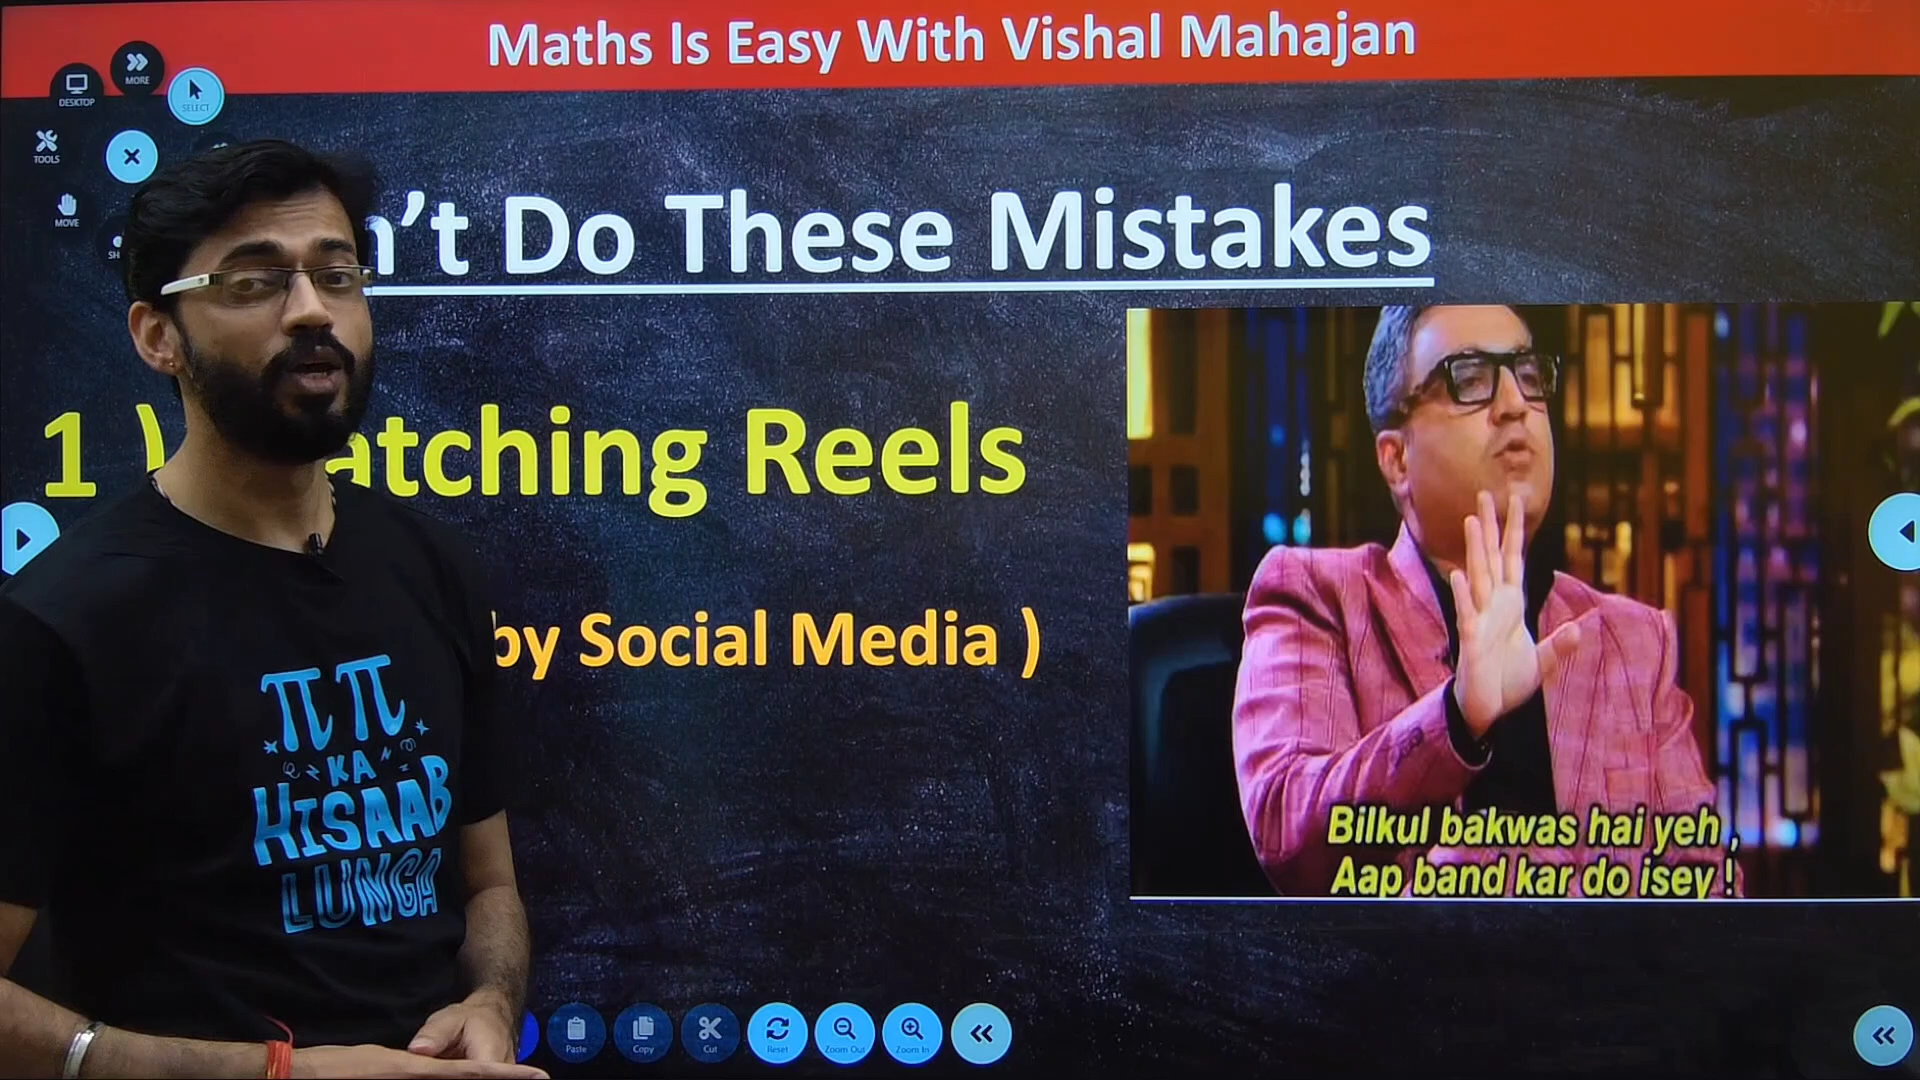 Maths Is Easy With Vishal Mahajan
MORE
DESKTOP
SELECT
TOOLS
MOVE
n't Do These Mistakes
1 ) atching Reels
by Social Media )
ππ
KA
HISAAB
LUNGA
Bilkul bakwas hai yeh ,
Aap band kar do isey !
Paste Copy Cut Reset Zoom Out Zoom In